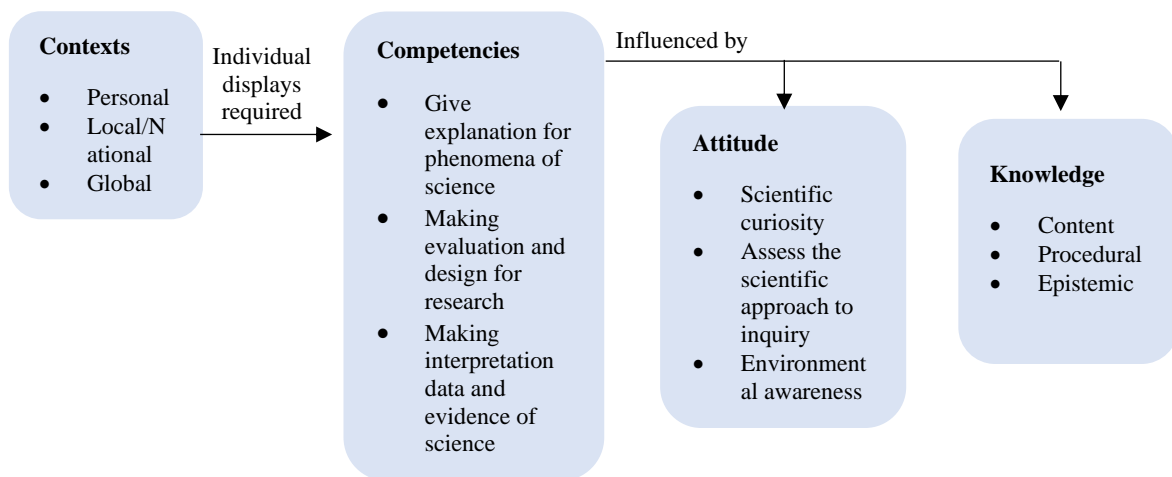 Contexts
• Personal
• Local/N
ational
• Global
Individual
displays
required
Competencies
• Give
explanation for
phenomena of
science
• Making
evaluation and
design for
research
• Making
interpretation
data and
evidence of
science
Influenced by
Attitude
• Scientific
curiosity
• Assess the
scientific
approach to
inquiry
• Environment
al awareness
Knowledge
• Content
• Procedural
• Epistemic